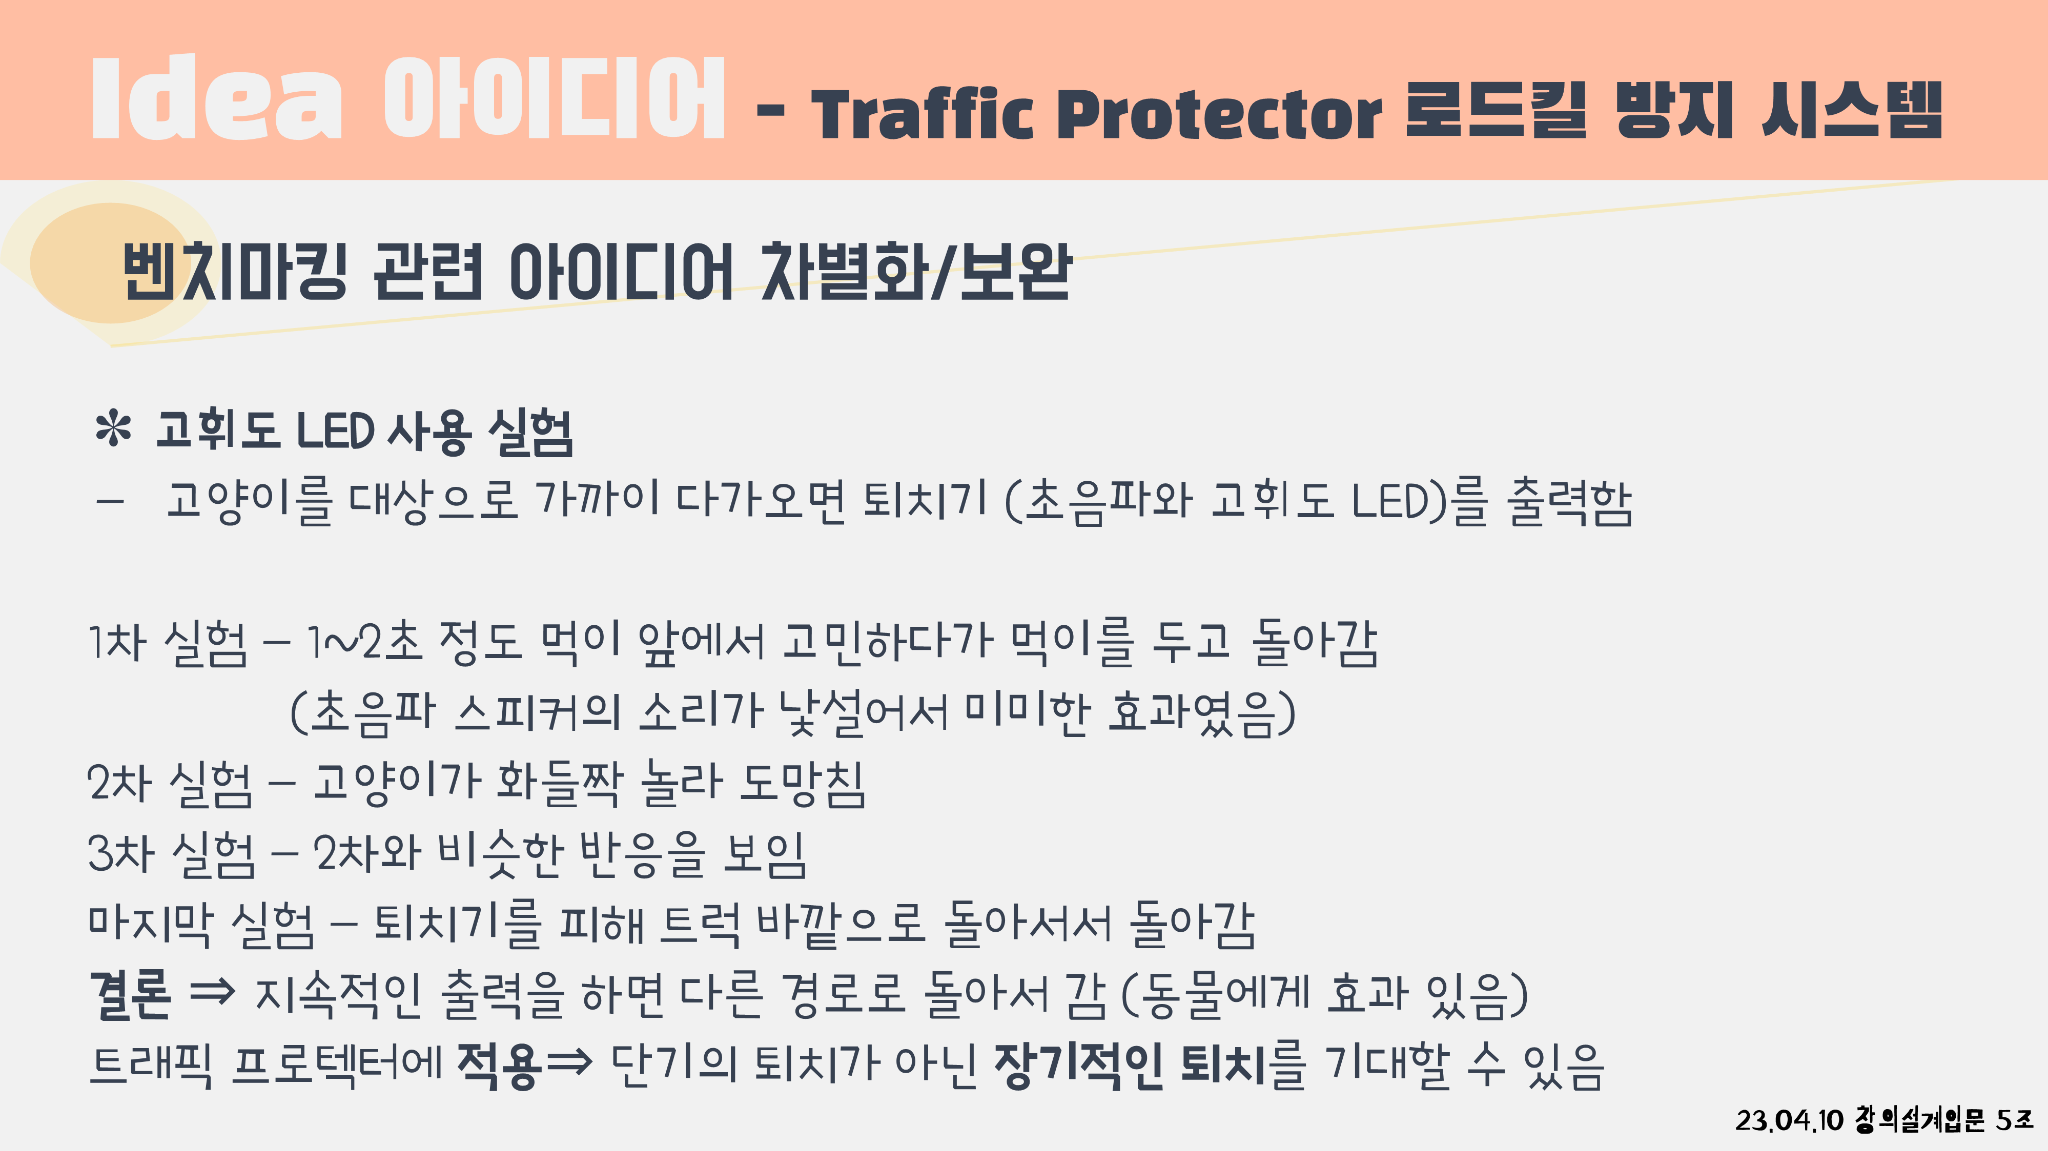 Idea 아이디어 - Traffic Protector 로드킬 방지 시스템
벤치마킹 관련 아이디어 차별화/보완
✽ 고휘도 LED 사용 실험
– 고양이를 대상으로 가까이 다가오면 퇴치기 (초음파와 고휘도 LED)를 출력함
1차 실험 – 1~2초 정도 먹이 앞에서 고민하다가 먹이를 두고 돌아감
(초음파 스피커의 소리가 낯설어서 미미한 효과였음)
2차 실험 – 고양이가 화들짝 놀라 도망침
3차 실험 – 2차와 비슷한 반응을 보임
마지막 실험 – 퇴치기를 피해 트럭 바깥으로 돌아서서 돌아감
결론 ⇒ 지속적인 출력을 하면 다른 경로로 돌아서 감 (동물에게 효과 있음)
트래픽 프로텍터에 적용⇒ 단기의 퇴치가 아닌 장기적인 퇴치를 기대할 수 있음
23.04.10 창의설계입문 5조